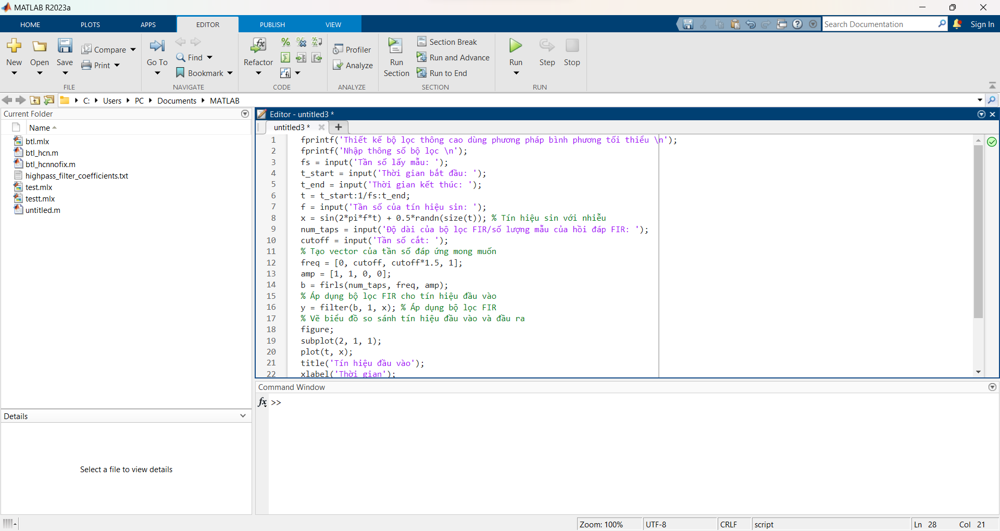 MATLAB R2023a
HOME PLOTS APPS EDITOR PUBLISH VIEW
Search Documentation
Sign In
New Open Save Compare Print
FILE
Go To Find Bookmark
NAVIGATE
Refactor
CODE
Profiler
Analyze
ANALYZE
Run Section
Section Break
Run and Advance
Run to End
SECTION
Run Step Stop
RUN
C: Users PC Documents MATLAB
Current Folder
Name
btl.mlx
btl_hcn.m
btl_hcnnofix.m
highpass_filter_coefficients.txt
test.mlx
testt.mlx
untitled.m
Details
Select a file to view details
Editor - untitled3 *
untitled3 *
1 fprintf('Thiết kế bộ lọc thông cao dùng phương pháp bình phương tối thiểu \n');
2 fprintf('Nhập thông số bộ lọc \n');
3 fs = input('Tần số lấy mẫu: ');
4 t_start = input('Thời gian bắt đầu: ');
5 t_end = input('Thời gian kết thúc: ');
6 t = t_start:1/fs:t_end;
7 f = input('Tần số của tín hiệu sin: ');
8 x = sin(2*pi*f*t) + 0.5*randn(size(t)); % Tín hiệu sin với nhiễu
9 num_taps = input('Độ dài của bộ lọc FIR/số lượng mẫu của hồi đáp FIR: ');
10 cutoff = input('Tần số cắt: ');
11 % Tạo vector của tần số đáp ứng mong muốn
12 freq = [0, cutoff, cutoff*1.5, 1];
13 amp = [1, 1, 0, 0];
14 b = firls(num_taps, freq, amp);
15 % Áp dụng bộ lọc FIR cho tín hiệu đầu vào
16 y = filter(b, 1, x); % Áp dụng bộ lọc FIR
17 % Vẽ biểu đồ so sánh tín hiệu đầu vào và đầu ra
18 figure;
19 subplot(2, 1, 1);
20 plot(t, x);
21 title('Tín hiệu đầu vào');
22 xlabel('Thời gian');
Command Window
fx >>
Zoom: 100% UTF-8 CRLF script Ln 28 Col 21